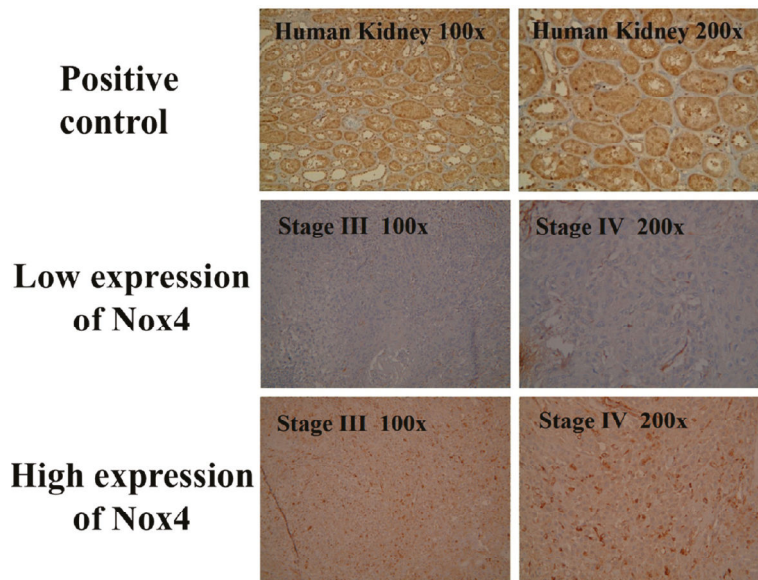 Positive
control
Human Kidney 100x
Human Kidney 200x
Low expression
of Nox4
Stage III 100x
Stage IV 200x
High expression
of Nox4
Stage III 100x
Stage IV 200x